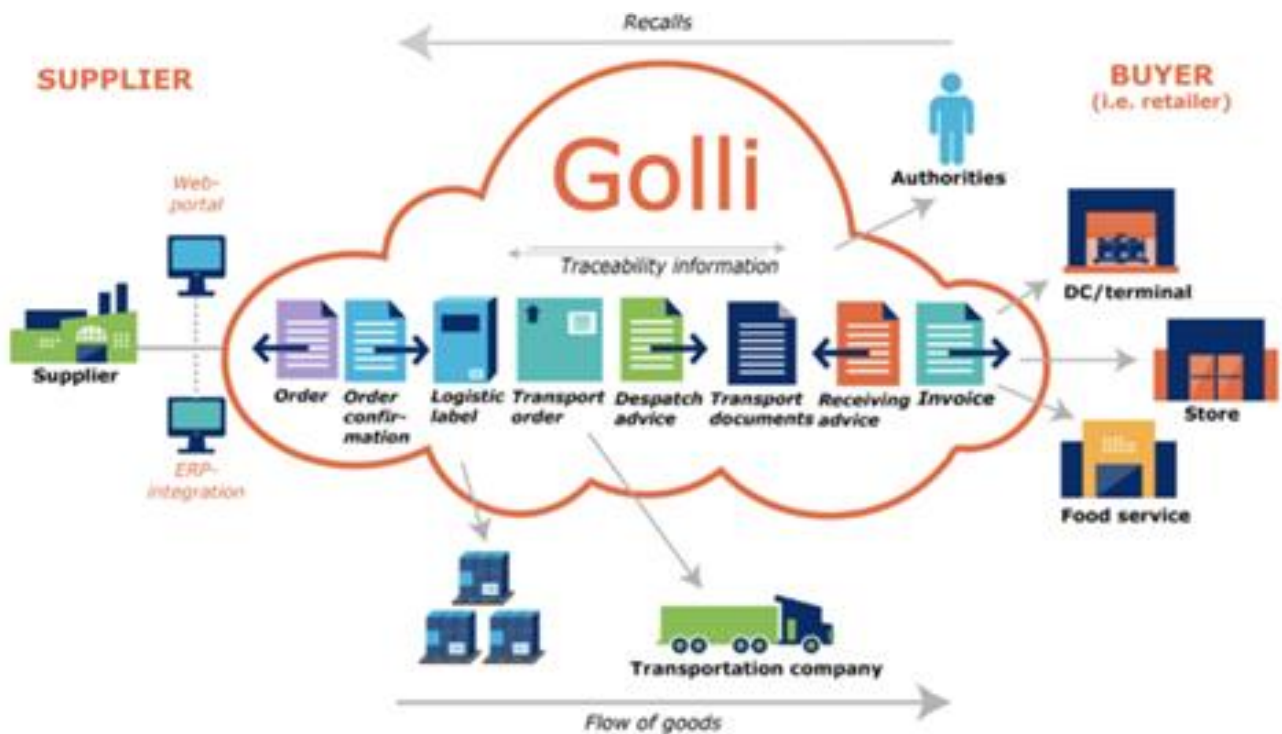 Recalls
SUPPLIER
BUYER
(i.e. retailer)
Golli
Authorities
Web-
portal
Traceability information
DC/terminal
Supplier
Order
Order
confir-
mation
Logistic
label
Transport
order
Despatch
advice
Transport
documents
Receiving
advice
Invoice
Store
ERP-
integration
Food service
Transportation company
Flow of goods